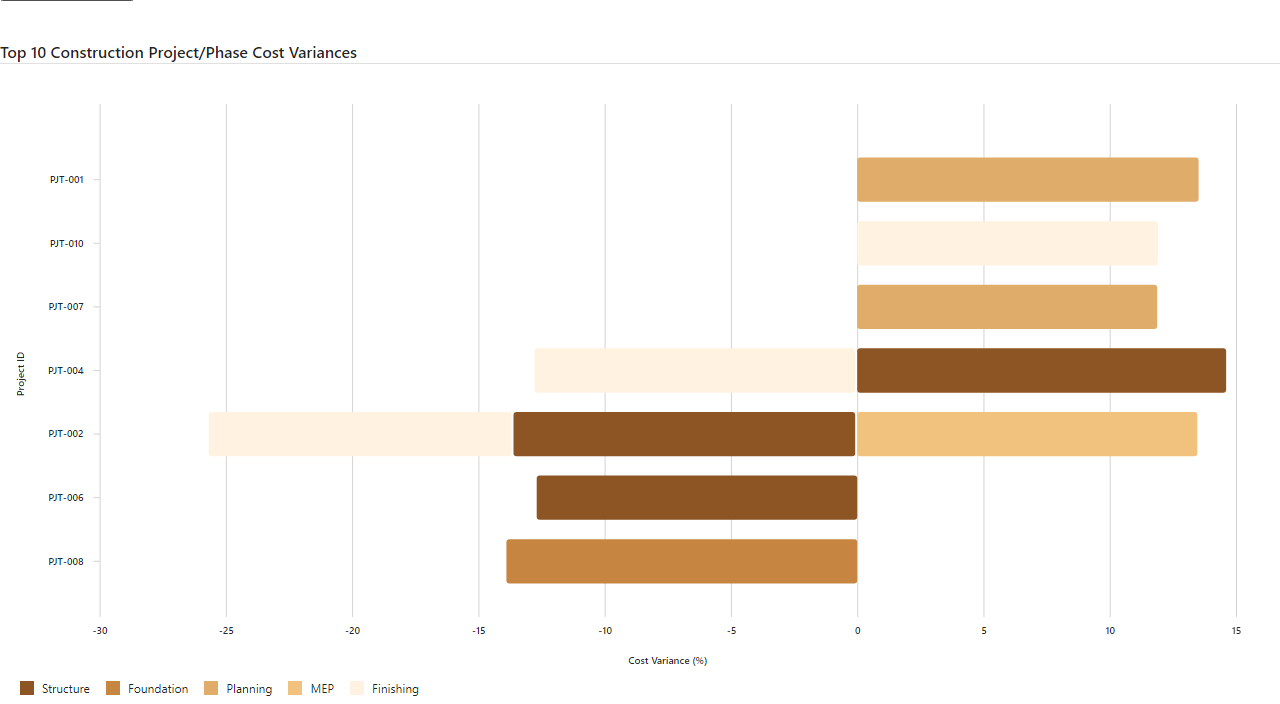 Top 10 Construction Project/Phase Cost Variances
PJT-001
PJT-010
PJT-007
PJT-004
PJT-002
PJT-006
PJT-008
Project ID
-30 -25 -20 -15 -10 -5 0 5 10 15
Cost Variance (%)
Structure Foundation Planning MEP Finishing